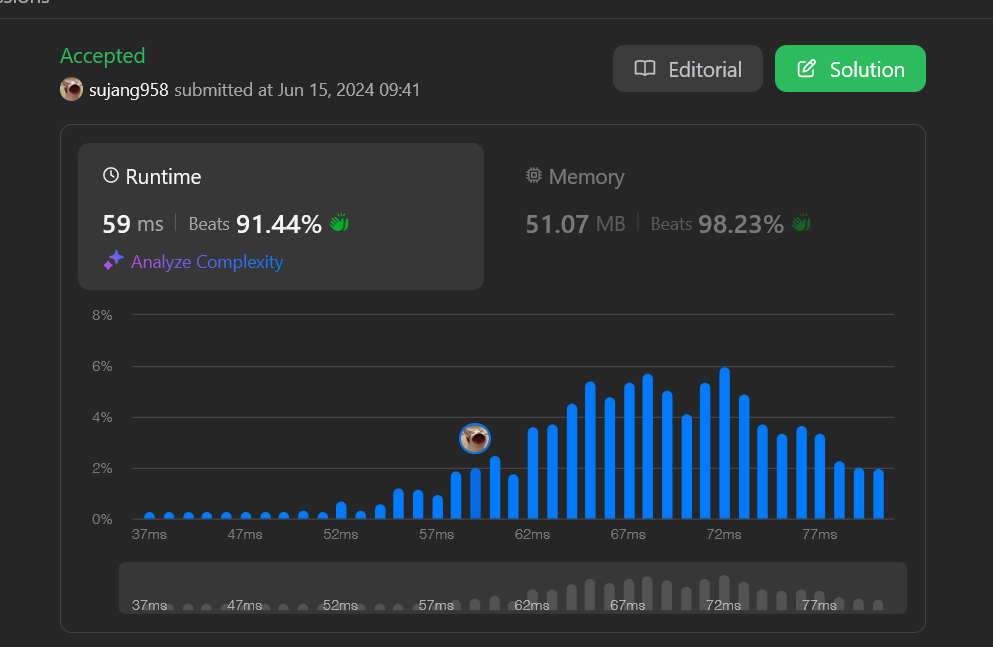 Accepted
sujang958 submitted at Jun 15, 2024 09:41
Editorial
Solution
Runtime
59 ms
Beats 91.44%
Analyze Complexity
Memory
51.07 MB
Beats 98.23%
8%
6%
4%
2%
0%
37ms 47ms 52ms 57ms 62ms 67ms 72ms 77ms
37ms 47ms 52ms 57ms 62ms 67ms 72ms 77ms